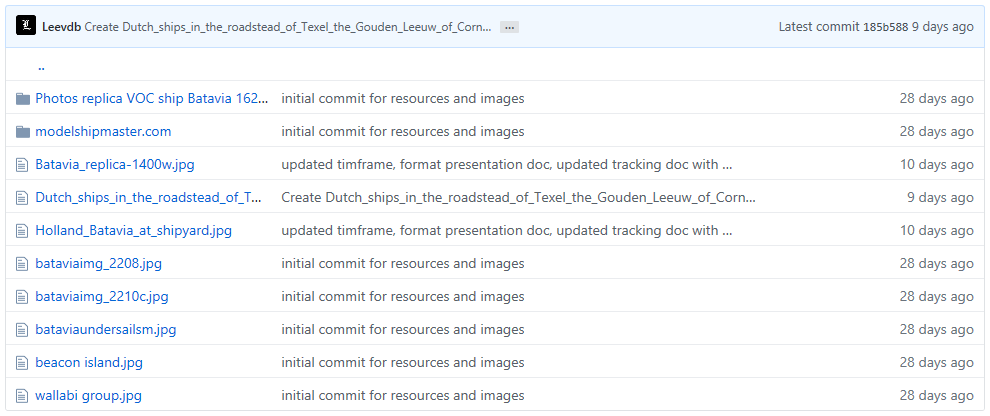 Leevdb Create Dutch_ships_in_the_roadstead_of_Texel_the_Gouden_Leeuw_of_Corn... ... Latest commit 185b588 9 days ago
..
Photos replica VOC ship Batavia 162... initial commit for resources and images 28 days ago
modelshipmaster.com initial commit for resources and images 28 days ago
Batavia_replica-1400w.jpg updated timframe, format presentation doc, updated tracking doc with ... 10 days ago
Dutch_ships_in_the_roadstead_of_T... Create Dutch_ships_in_the_roadstead_of_Texel_the_Gouden_Leeuw_of_Corn... 9 days ago
Holland_Batavia_at_shipyard.jpg updated timframe, format presentation doc, updated tracking doc with ... 10 days ago
bataviaimg_2208.jpg initial commit for resources and images 28 days ago
bataviaimg_2210c.jpg initial commit for resources and images 28 days ago
bataviaundersailsm.jpg initial commit for resources and images 28 days ago
beacon island.jpg initial commit for resources and images 28 days ago
wallabi group.jpg initial commit for resources and images 28 days ago